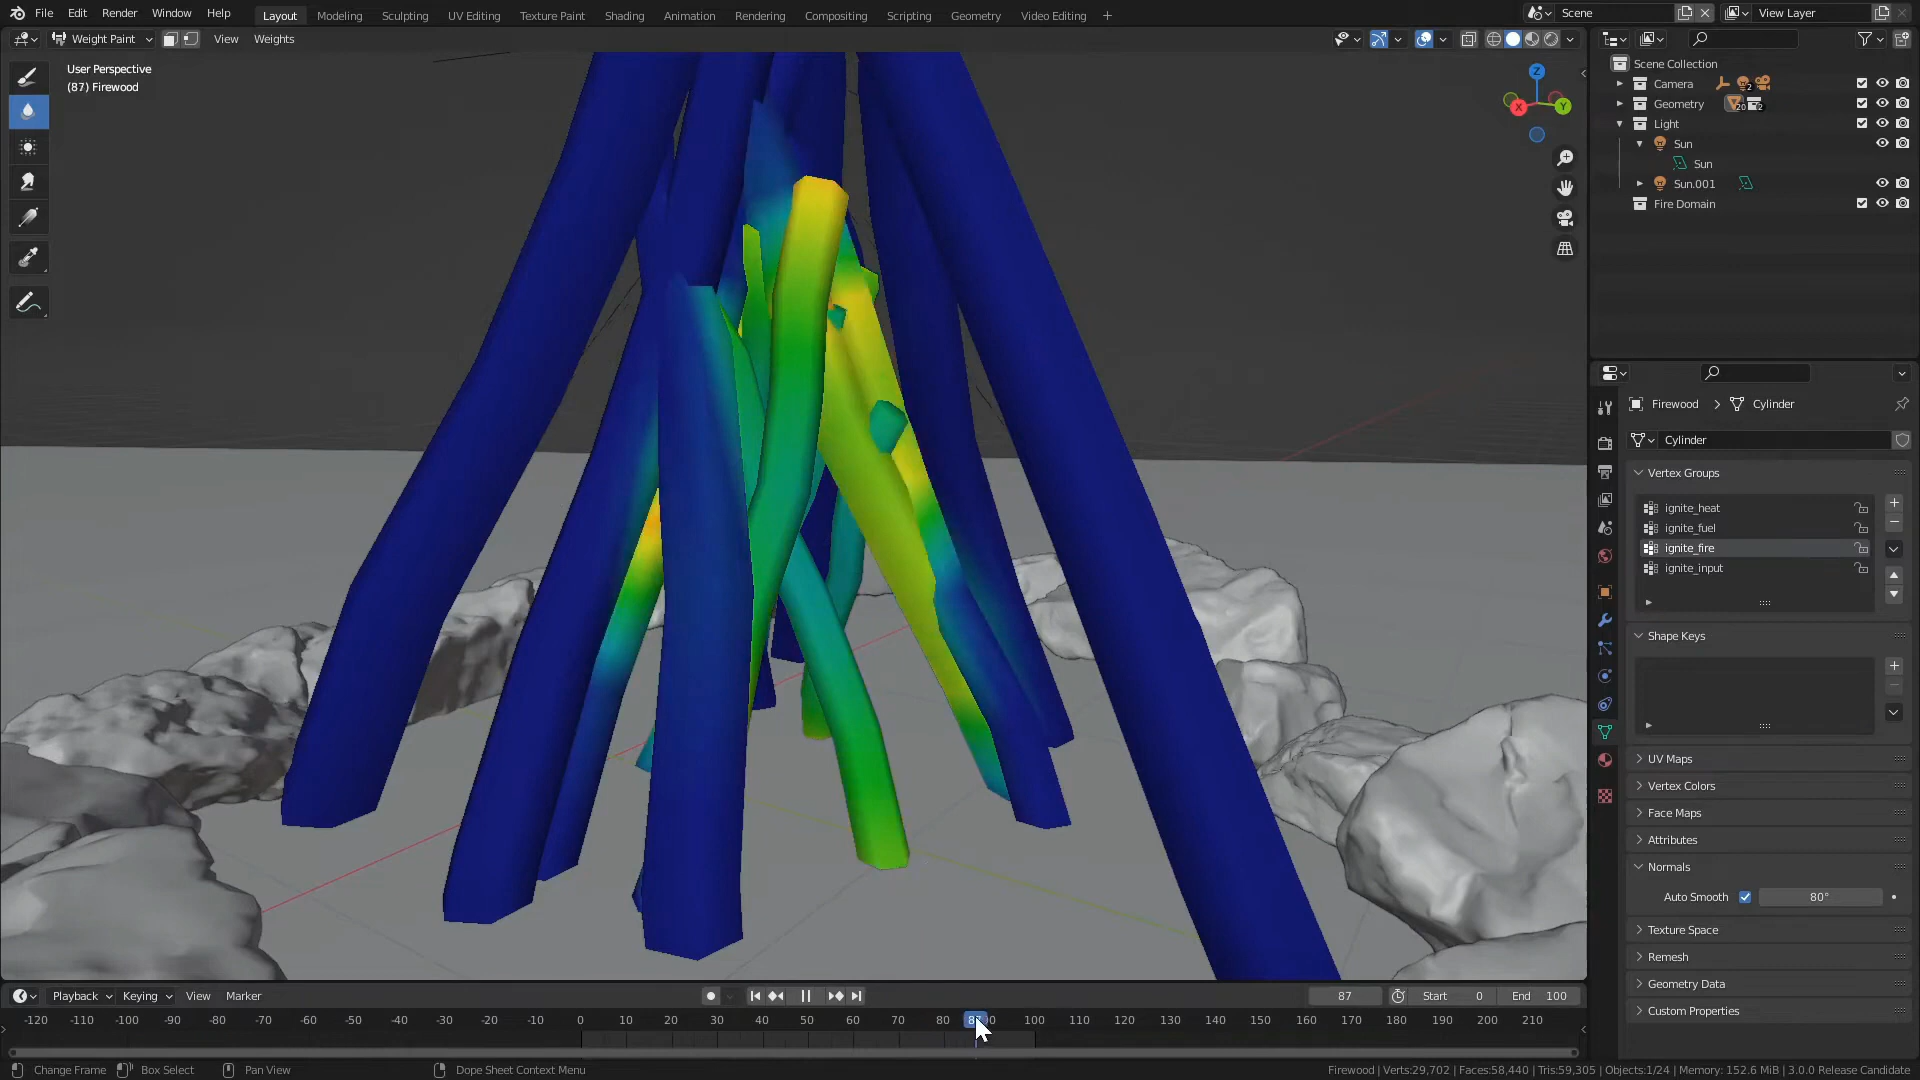 File Edit Render Window Help
Layout Modeling Sculpting UV Editing Texture Paint Shading Animation Rendering Compositing Scripting Geometry Video Editing +
Scene
View Layer
Weight Paint View Weights
User Perspective
(87) Firewood
Z
X
Y
Scene Collection
Camera 2
Geometry 20 2
Light
Sun
Sun
Sun.001
Fire Domain
Firewood > Cylinder
Cylinder
Vertex Groups
ignite_heat
ignite_fuel
ignite_fire
ignite_input
Shape Keys
UV Maps
Vertex Colors
Face Maps
Attributes
Normals
Auto Smooth 80°
Texture Space
Remesh
Geometry Data
Custom Properties
Playback Keying View Marker
87 Start 0 End 100
-120 -110 -100 -90 -80 -70 -60 -50 -40 -30 -20 -10 0 10 20 30 40 50 60 70 80 100 110 120 130 140 150 160 170 180 190 200 210
Change Frame Box Select Pan View Dope Sheet Context Menu
Firewood | Verts:29,702 | Faces:58,440 | Tris:59,305 | Objects:1/24 | Memory: 152.6 MiB | 3.0.0 Release Candidate